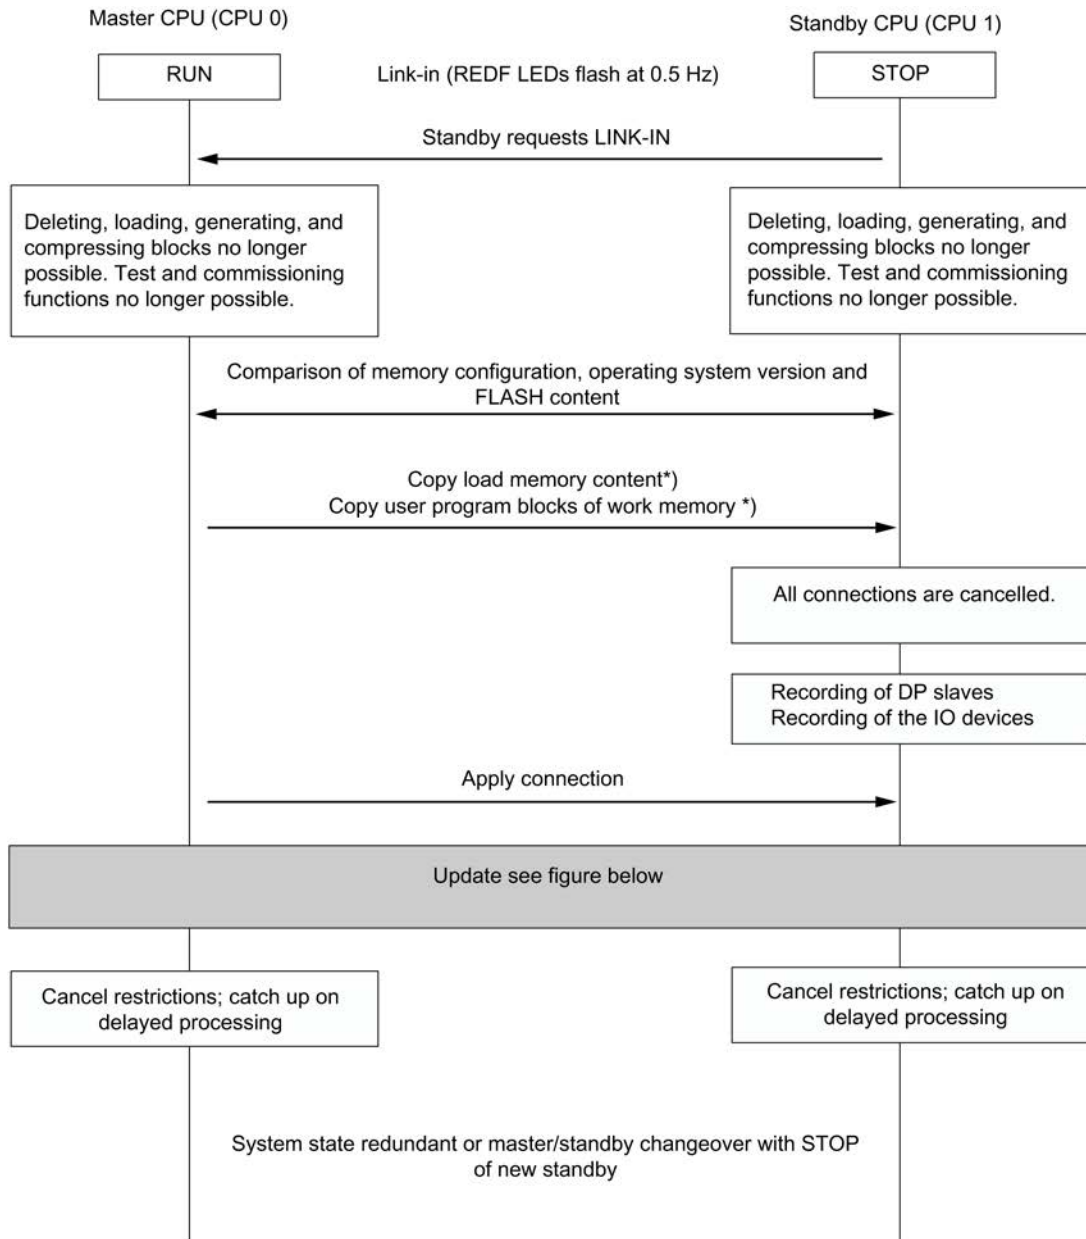 Master CPU (CPU 0)
Standby CPU (CPU 1)
RUN
Link-in (REDF LEDs flash at 0.5 Hz)
STOP
Standby requests LINK-IN
Deleting, loading, generating, and
compressing blocks no longer
possible. Test and commissioning
functions no longer possible.
Deleting, loading, generating, and
compressing blocks no longer
possible. Test and commissioning
functions no longer possible.
Comparison of memory configuration, operating system version and
FLASH content
Copy load memory content*)
Copy user program blocks of work memory *)
All connections are cancelled.
Recording of DP slaves
Recording of the IO devices
Apply connection
Update see figure below
Cancel restrictions; catch up on
delayed processing
Cancel restrictions; catch up on
delayed processing
System state redundant or master/standby changeover with STOP
of new standby